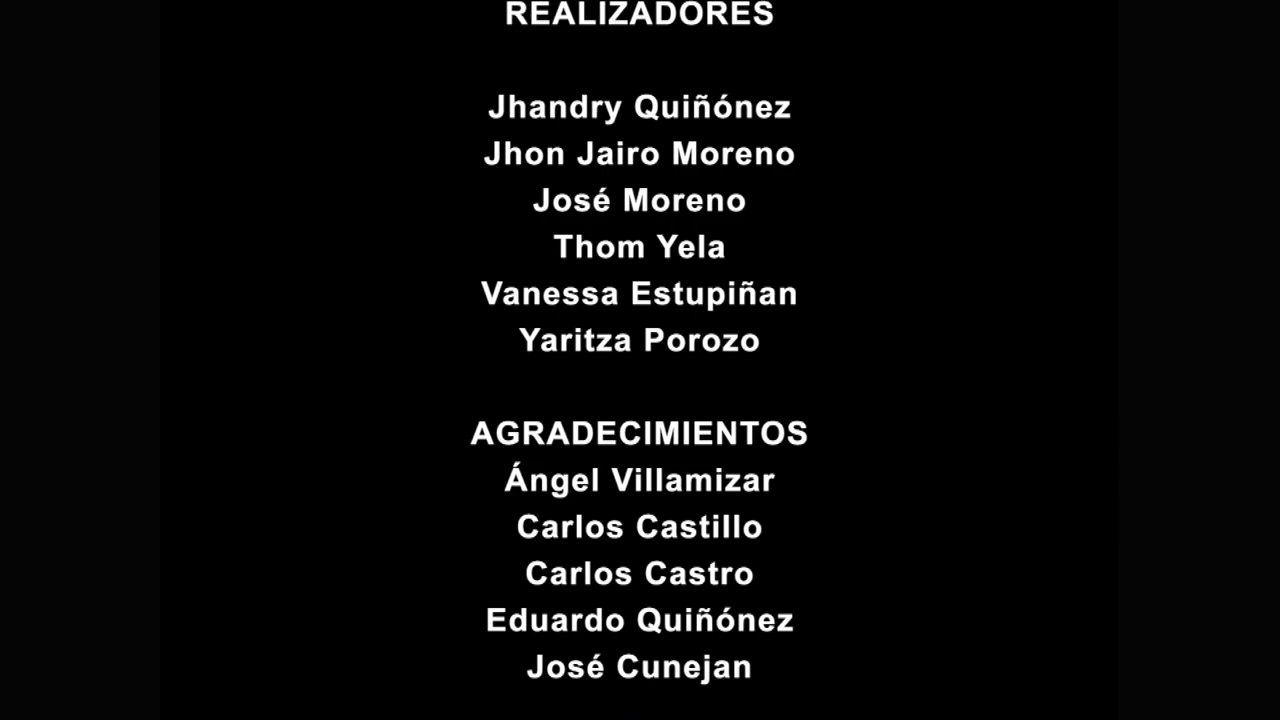 REALIZADORES
Jhandry Quiñónez
Jhon Jairo Moreno
José Moreno
Thom Yela
Vanessa Estupiñan
Yaritza Porozo
AGRADECIMIENTOS
Ángel Villamizar
Carlos Castillo
Carlos Castro
Eduardo Quiñónez
José Cunejan